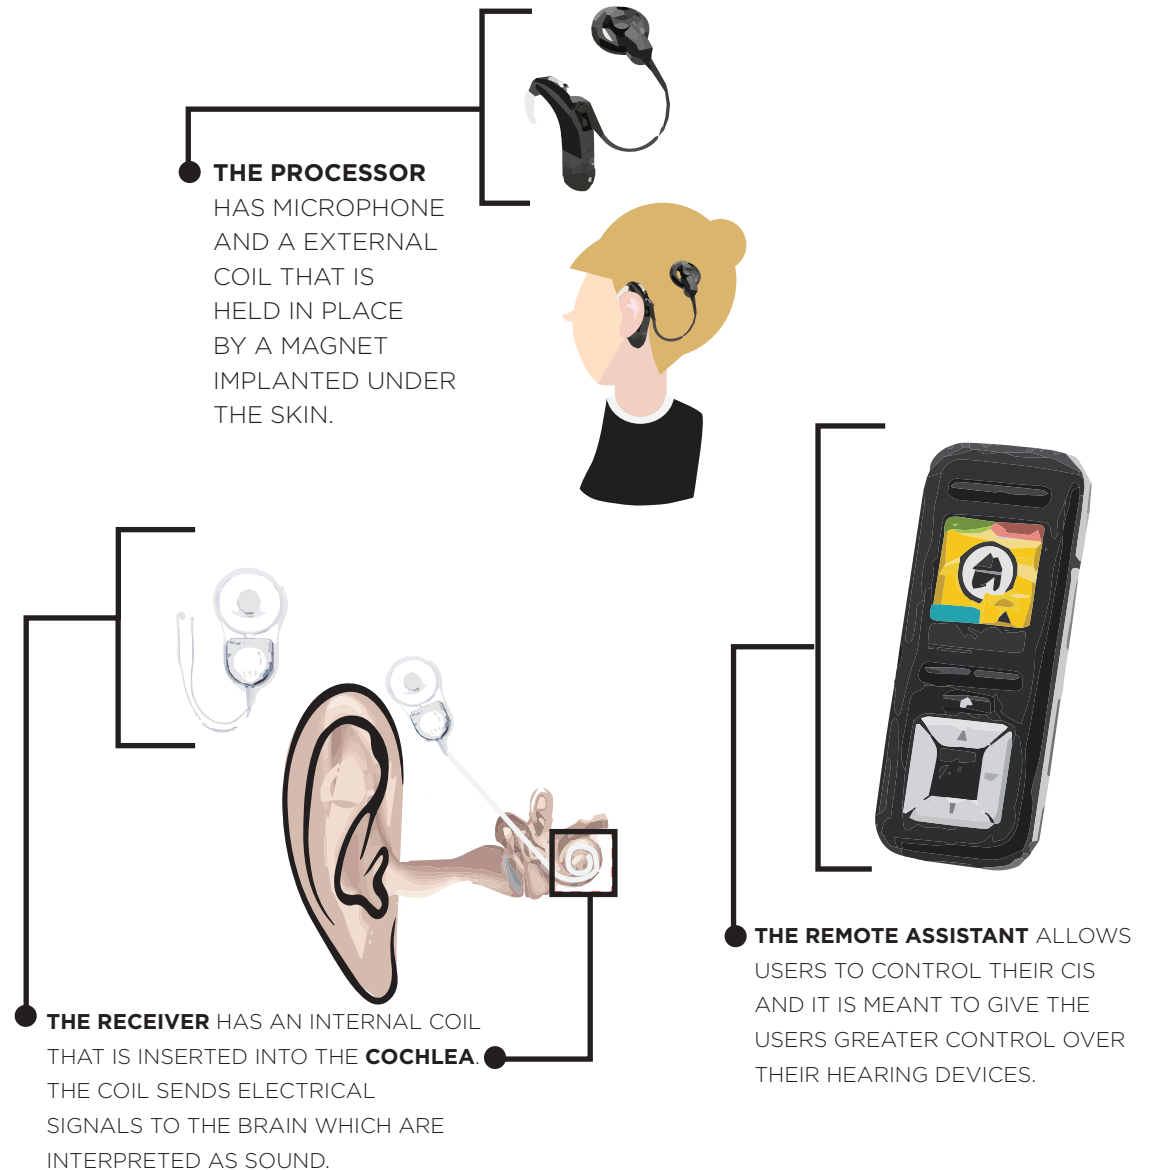 THE PROCESSOR
HAS MICROPHONE
AND A EXTERNAL
COIL THAT IS
HELD IN PLACE
BY A MAGNET
IMPLANTED UNDER
THE SKIN.
THE REMOTE ASSISTANT ALLOWS
USERS TO CONTROL THEIR CIS
AND IT IS MEANT TO GIVE THE
USERS GREATER CONTROL OVER
THEIR HEARING DEVICES.
THE RECEIVER HAS AN INTERNAL COIL
THAT IS INSERTED INTO THE COCHLEA.
THE COIL SENDS ELECTRICAL
SIGNALS TO THE BRAIN WHICH ARE
INTERPRETED AS SOUND.